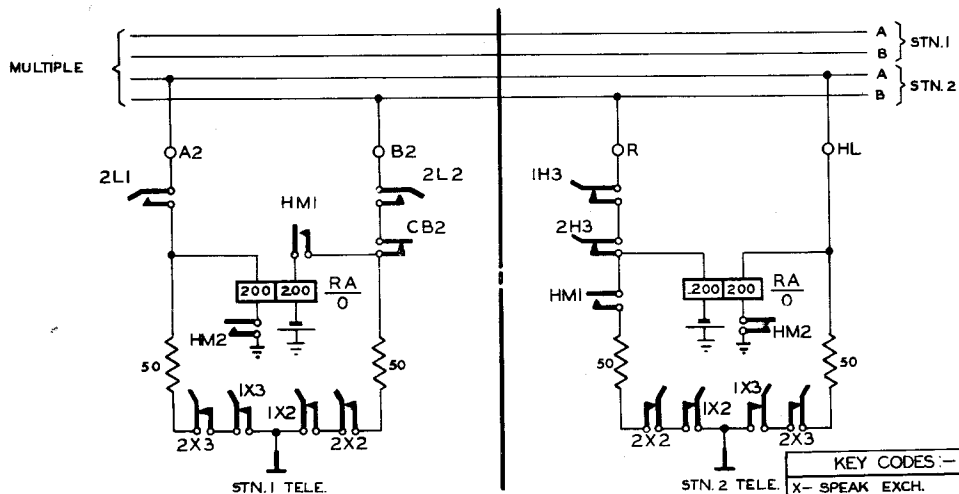 MULTIPLE
A
B
STN.1
A
B
STN.2
A2
B2
R
HL
2L1
2L2
1H3
HM1
CB2
2H3
200 200
RA
0
200 200
RA
0
HM1
HM2
HM2
50
50
50
50
1X3
1X2
1X2
1X3
2X3
2X2
2X2
2X3
STN.1 TELE.
STN.2 TELE.
KEY CODES:-
X- SPEAK EXCH.